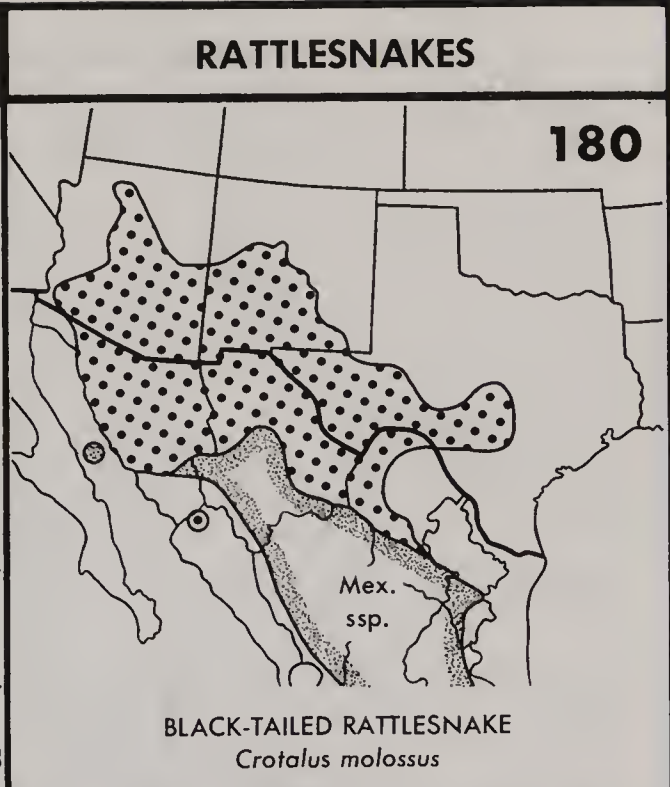 RATTLESNAKES
180
Mex.
ssp.
BLACK-TAILED RATTLESNAKE
Crotalus molossus